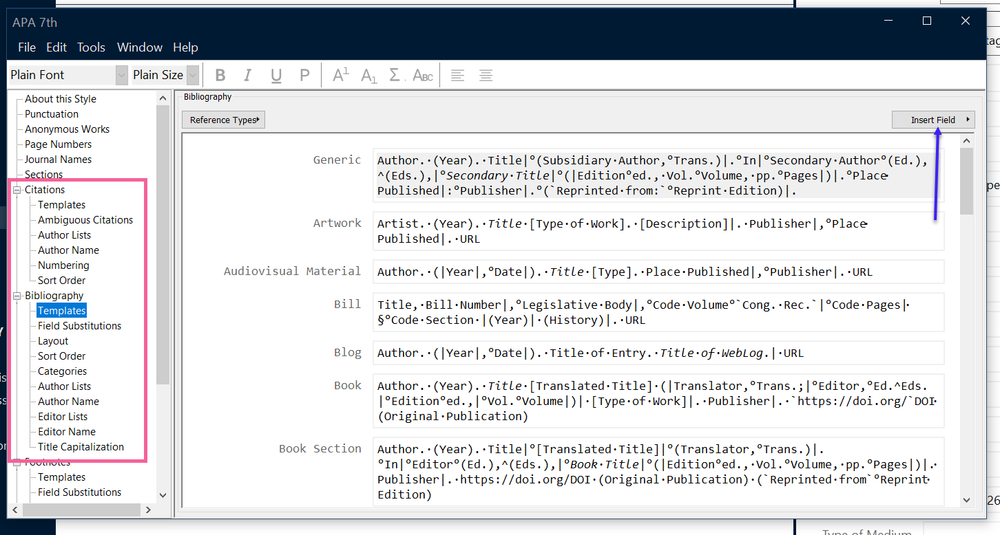 APA 7th
File Edit Tools Window Help
Plain Font Plain Size B I U P A1 A1 Σ ABC
About this Style
Punctuation
Anonymous Works
Page Numbers
Journal Names
Sections
Citations
Templates
Ambiguous Citations
Author Lists
Author Name
Numbering
Sort Order
Bibliography
Templates
Field Substitutions
Layout
Sort Order
Categories
Author Lists
Author Name
Editor Lists
Editor Name
Title Capitalization
Footnotes
Templates
Field Substitutions
Bibliography
Reference Types
Insert Field
Generic
Author.·(Year).·Title|°(Subsidiary·Author,°Trans.)|.°In|°Secondary·Author°(Ed.),
^(Eds.),|°Secondary·Title|°(|Edition°ed.,·Vol.°Volume,·pp.°Pages|)|.°Place·
Published|:°Publisher|.°(`Reprinted·from:`°Reprint·Edition)|.
Artwork
Artist.·(Year).·Title·[Type·of·Work].·[Description]|.·Publisher|,°Place·
Published|.·URL
Audiovisual Material
Author.·(|Year|,°Date|).·Title·[Type].·Place·Published|,°Publisher|.·URL
Bill
Title,·Bill·Number|,°Legislative·Body|,°Code·Volume°`Cong.·Rec.`|°Code·Pages|·
§°Code·Section·|(Year)|·(History)|.·URL
Blog
Author.·(|Year|,°Date|).·Title·of·Entry.·Title·of·WebLog.|·URL
Book
Author.·(Year).·Title·[Translated·Title]·(|Translator,°Trans.;|°Editor,°Ed.^Eds.
|°Edition°ed.,|°Vol.°Volume|)|·[Type·of·Work]|.·Publisher|.·`https://doi.org/`DOI·
(Original·Publication)
Book Section
Author.·(Year).·Title|°[Translated·Title]|°(Translator,°Trans.)|.
°In|°Editor°(Ed.),^(Eds.),|°Book·Title|°(|Edition°ed.,·Vol.°Volume,·pp.°Pages|)|.·
Publisher|.·https://doi.org/DOI·(Original·Publication)·(`Reprinted·from`°Reprint·
Edition)
26
Type of Medium